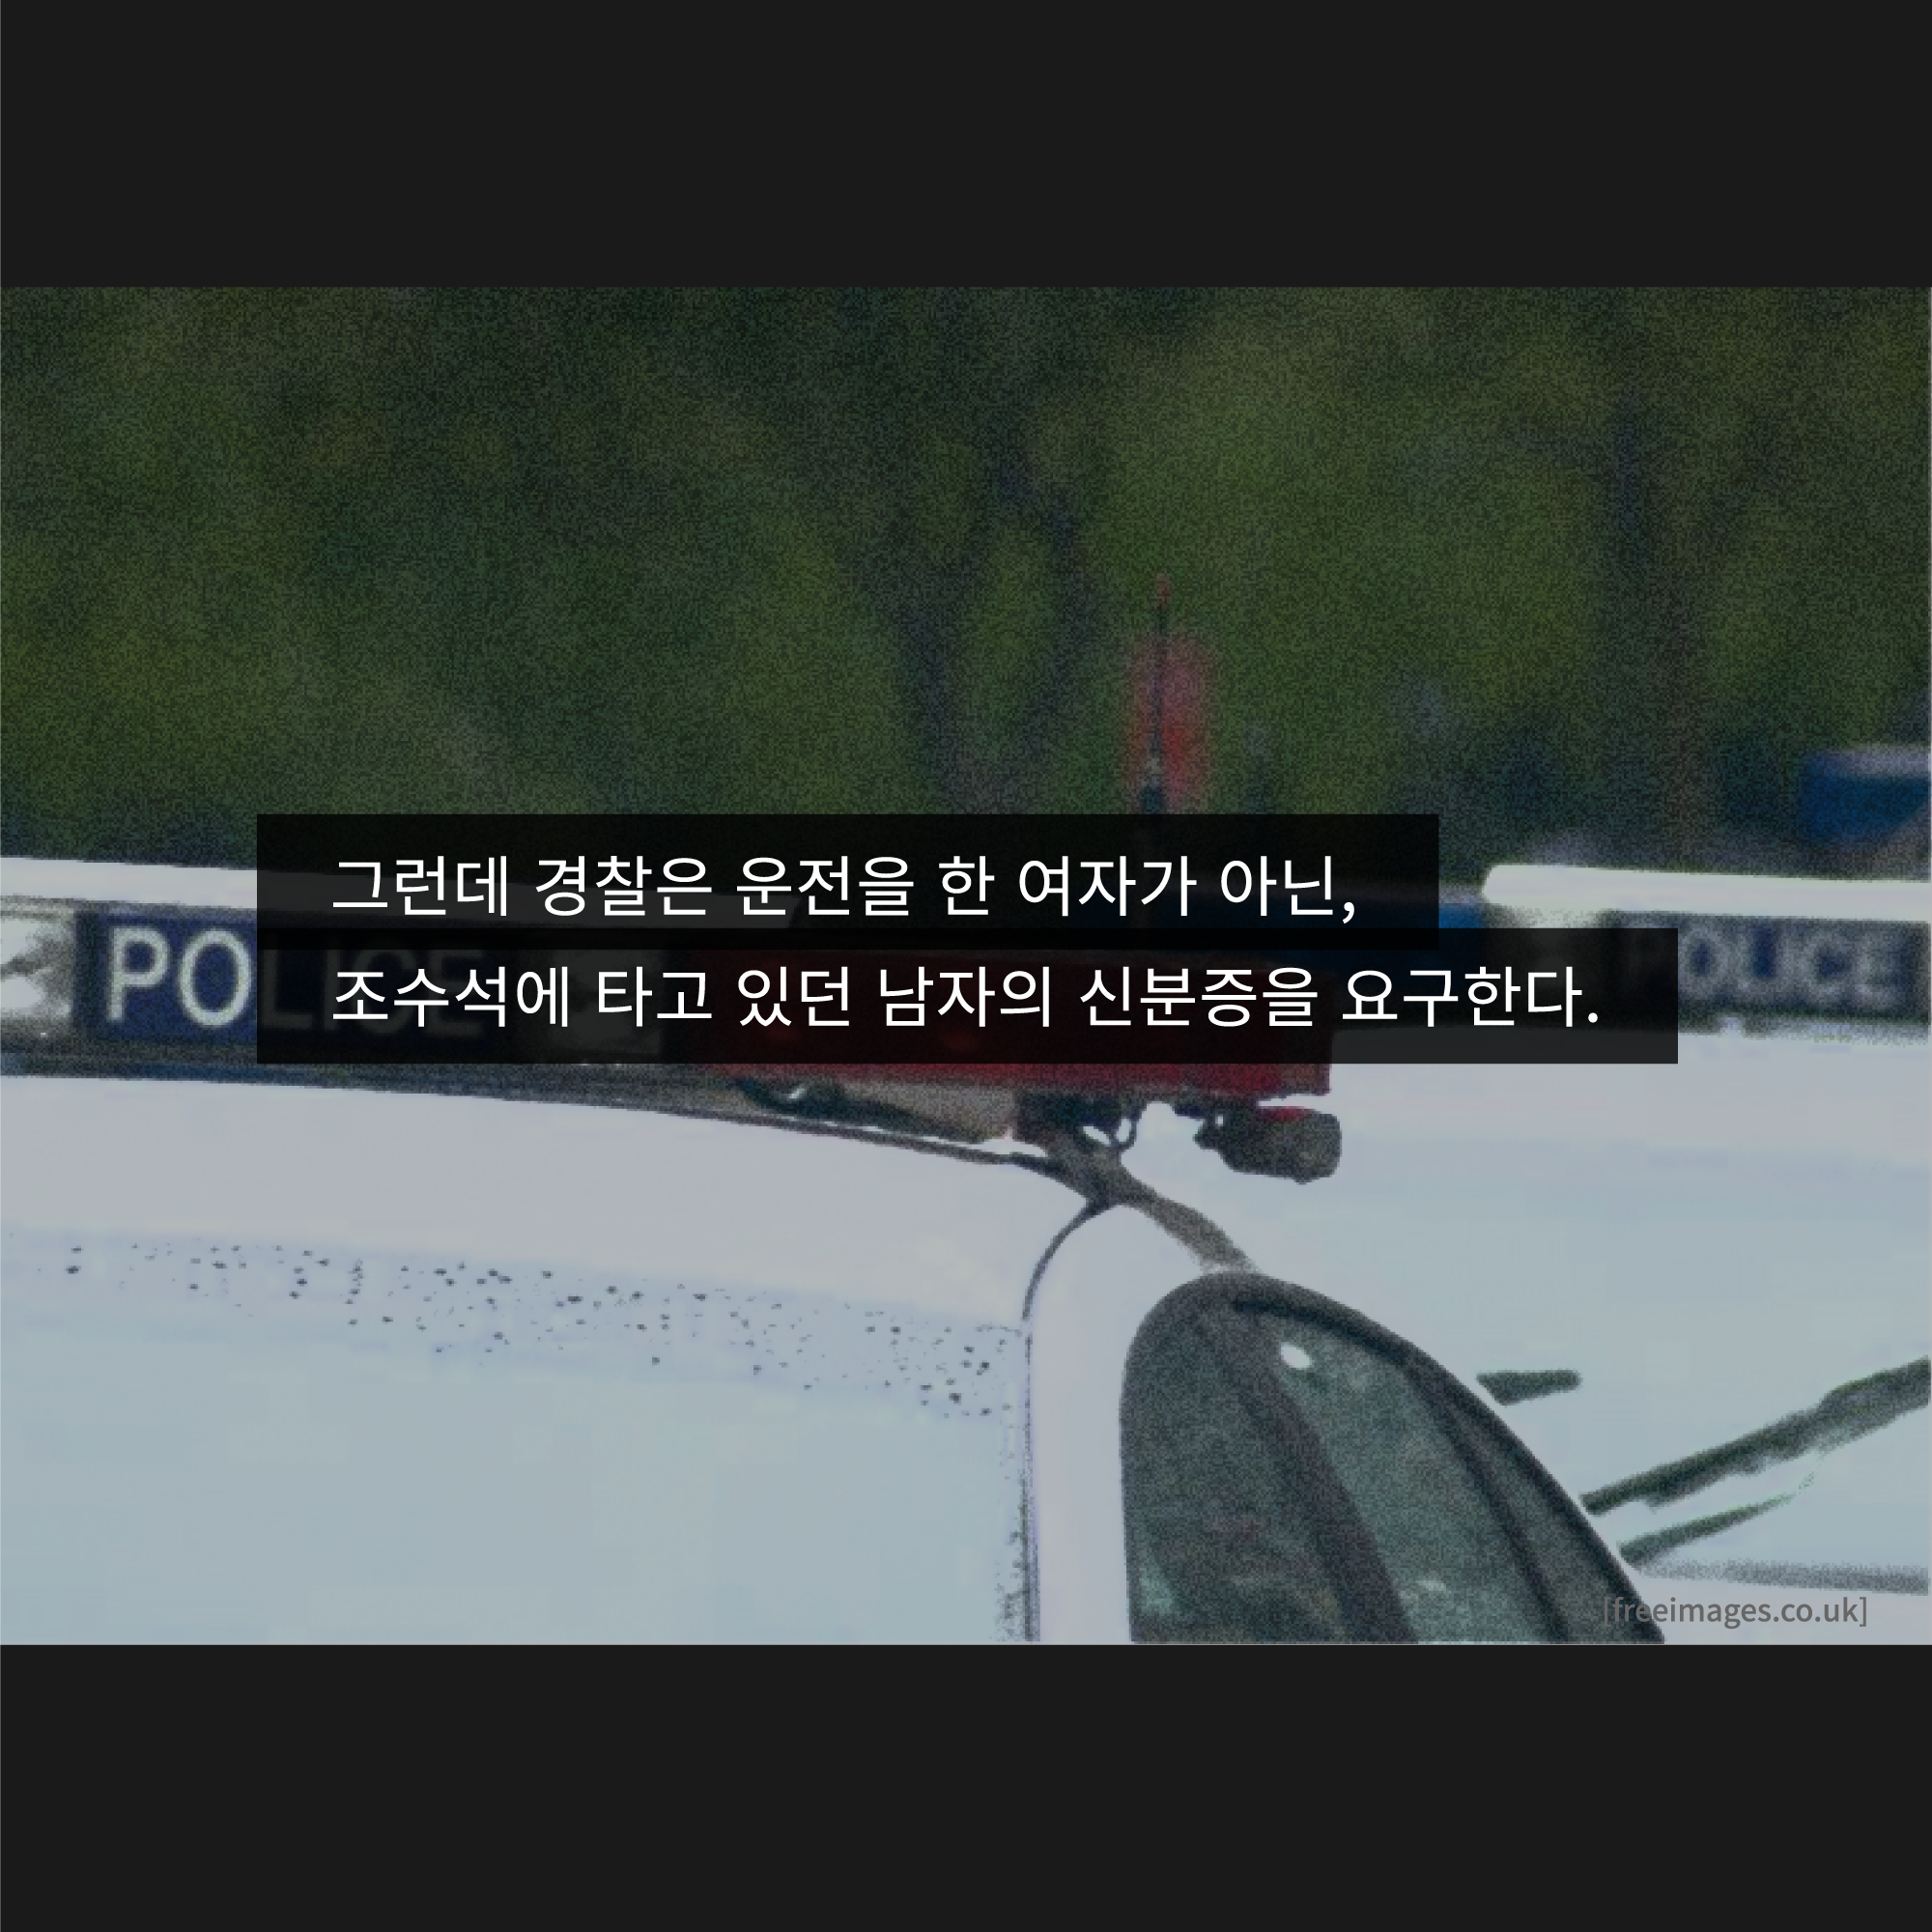 그런데 경찰은 운전을 한 여자가 아닌,
조수석에 타고 있던 남자의 신분증을 요구한다.
POLICE
POLICE
[freeimages.co.uk]